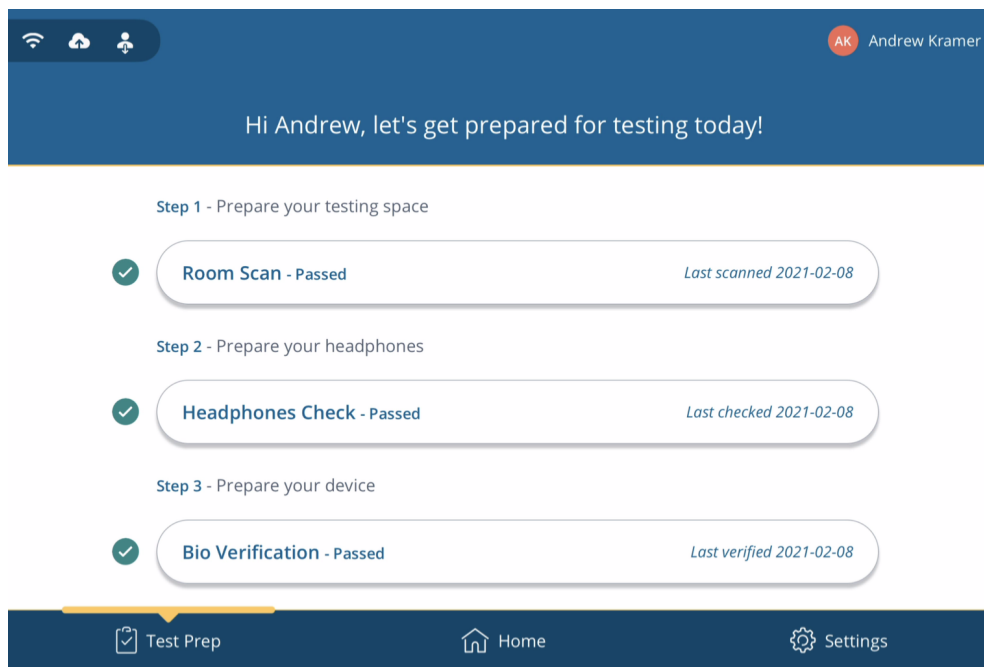 AK Andrew Kramer
Hi Andrew, let's get prepared for testing today!
Step 1 - Prepare your testing space
Room Scan - Passed Last scanned 2021-02-08
Step 2 - Prepare your headphones
Headphones Check - Passed Last checked 2021-02-08
Step 3 - Prepare your device
Bio Verification - Passed Last verified 2021-02-08
Test Prep Home Settings